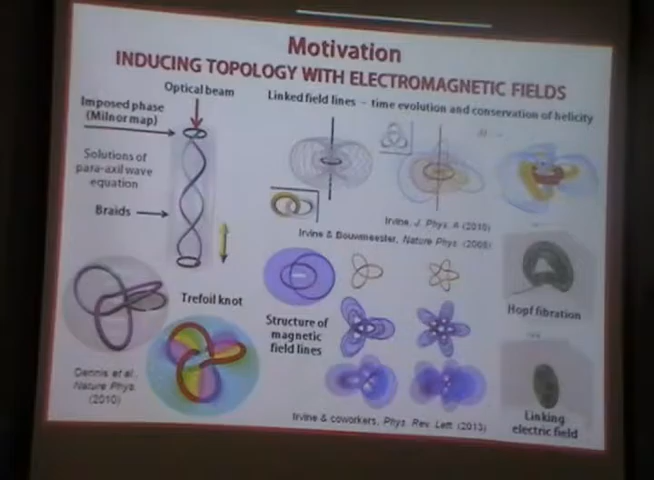 Motivation
INDUCING TOPOLOGY WITH ELECTROMAGNETIC FIELDS
Optical beam
Imposed phase
(Milnor map)
Solutions of
para-axil wave
equation
Braids
Trefoil knot
Dennis et al.,
Nature Phys.
(2010)
Linked field lines – time evolution and conservation of helicity
Irvine, J. Phys. A (2010)
Irvine & Bouwmeester, Nature Phys. (2008)
Structure of
magnetic
field lines
Irvine & coworkers, Phys. Rev. Lett. (2013)
Hopf fibration
Linking
electric field